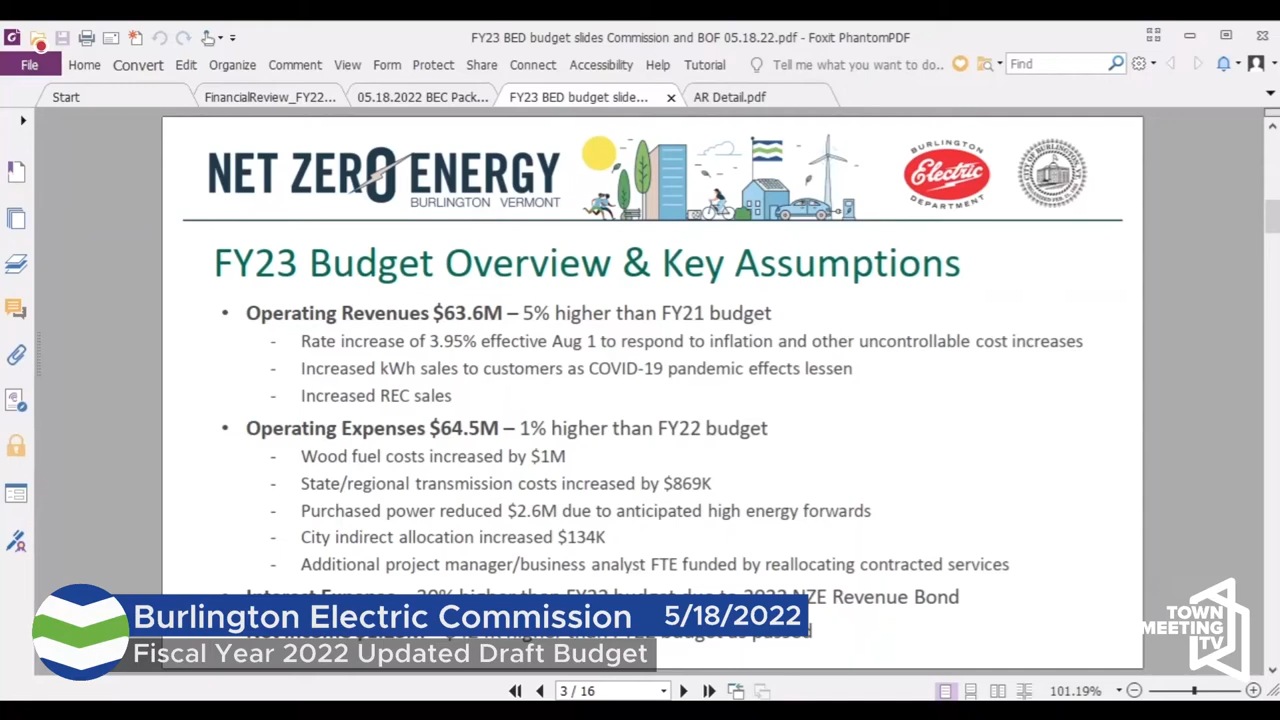 FY23 BED budget slides Commission and BOF 05.18.22.pdf - Foxit PhantomPDF
File Home Convert Edit Organize Comment View Form Protect Share Connect Accessibility Help Tutorial Tell me what you want to do.. Find
Start FinancialReview_FY22... 05.18.2022 BEC Pack... FY23 BED budget slide... AR Detail.pdf
NET ZERO ENERGY
BURLINGTON VERMONT
BURLINGTON
Electric
DEPARTMENT
FY23 Budget Overview & Key Assumptions
• Operating Revenues $63.6M – 5% higher than FY21 budget
- Rate increase of 3.95% effective Aug 1 to respond to inflation and other uncontrollable cost increases
- Increased kWh sales to customers as COVID-19 pandemic effects lessen
- Increased REC sales
• Operating Expenses $64.5M – 1% higher than FY22 budget
- Wood fuel costs increased by $1M
- State/regional transmission costs increased by $869K
- Purchased power reduced $2.6M due to anticipated high energy forwards
- City indirect allocation increased $134K
- Additional project manager/business analyst FTE funded by reallocating contracted services
NZE Revenue Bond
Burlington Electric Commission 5/18/2022
Fiscal Year 2022 Updated Draft Budget
TOWN
MEETING
TV
3 / 16
101.19%